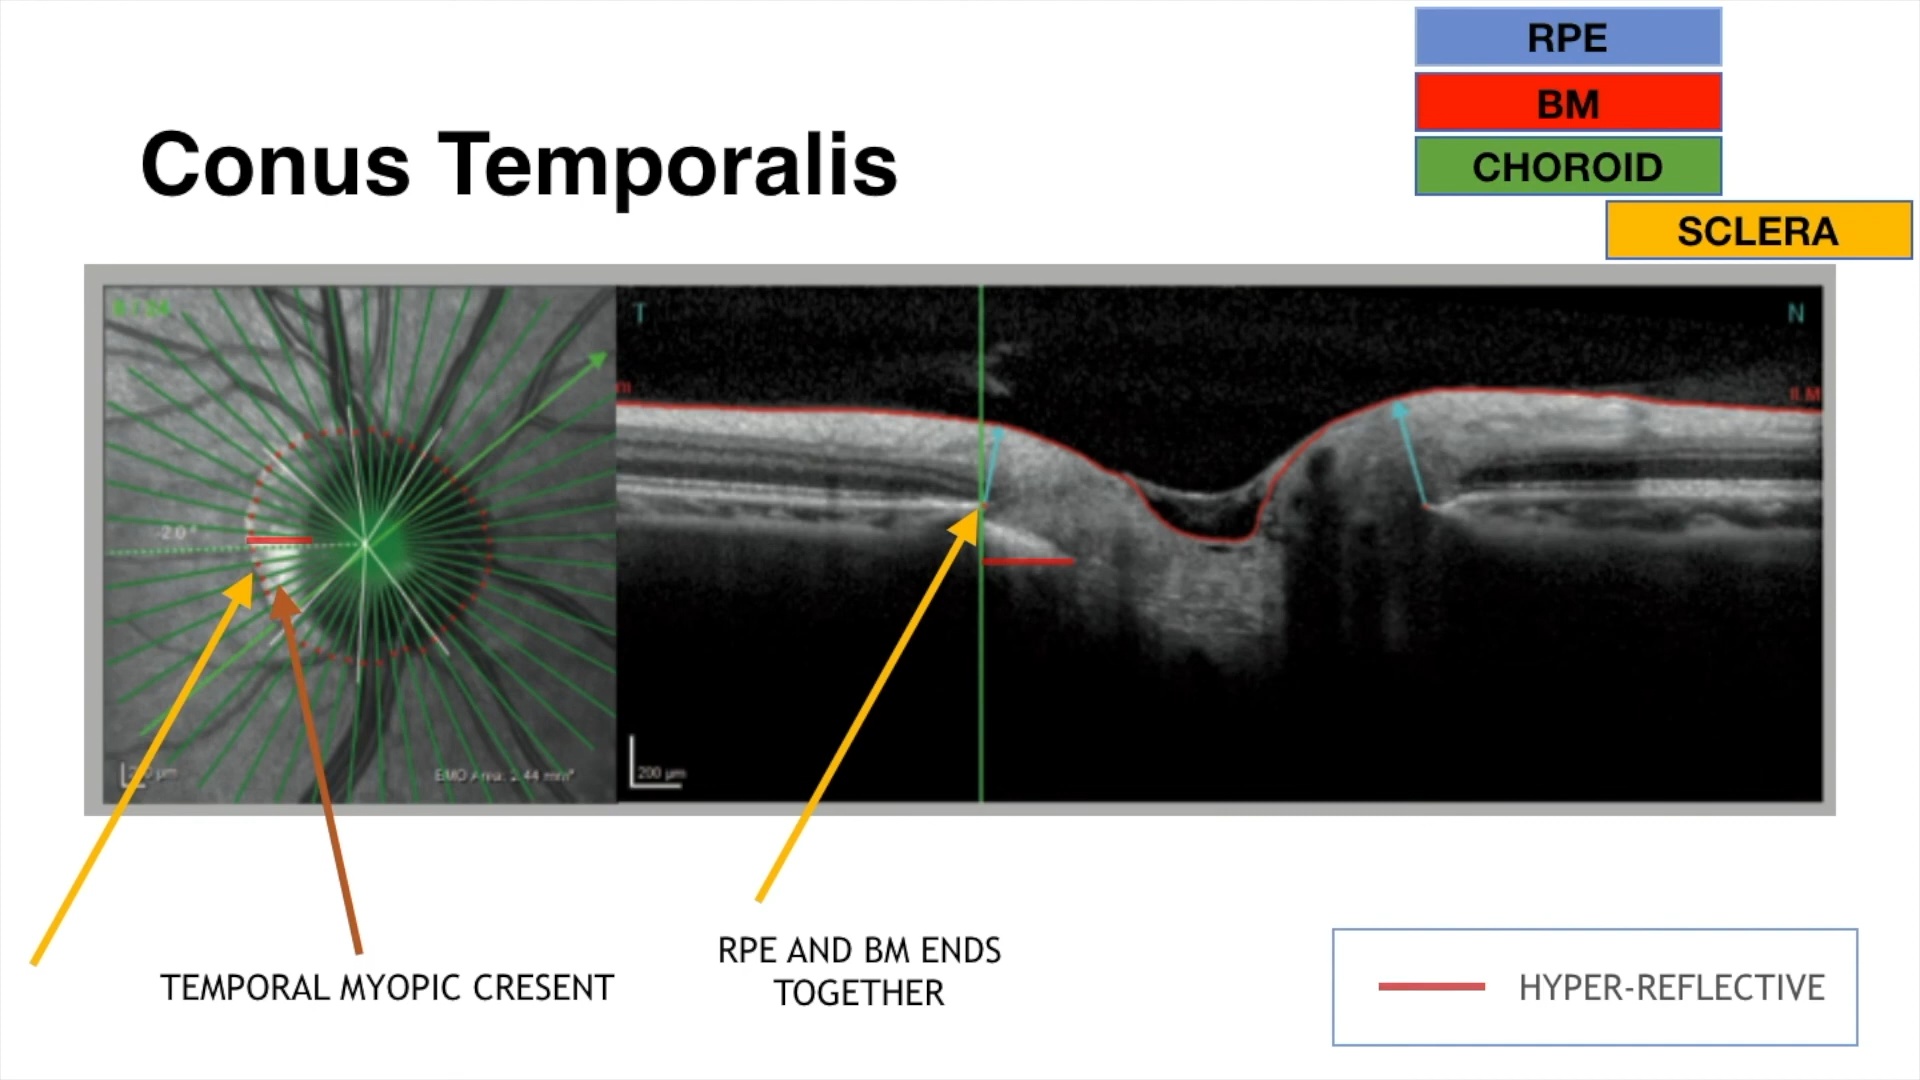 RPE
BM
CHOROID
SCLERA
Conus Temporalis
T
N
200 µm
TEMPORAL MYOPIC CRESENT
RPE AND BM ENDS
TOGETHER
HYPER-REFLECTIVE